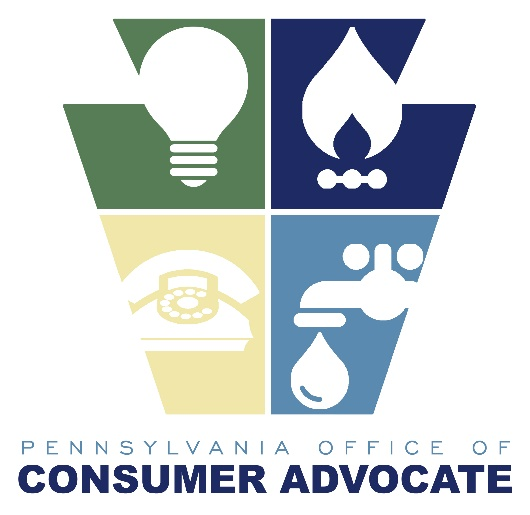 PENNSYLVANIA OFFICE OF
CONSUMER ADVOCATE